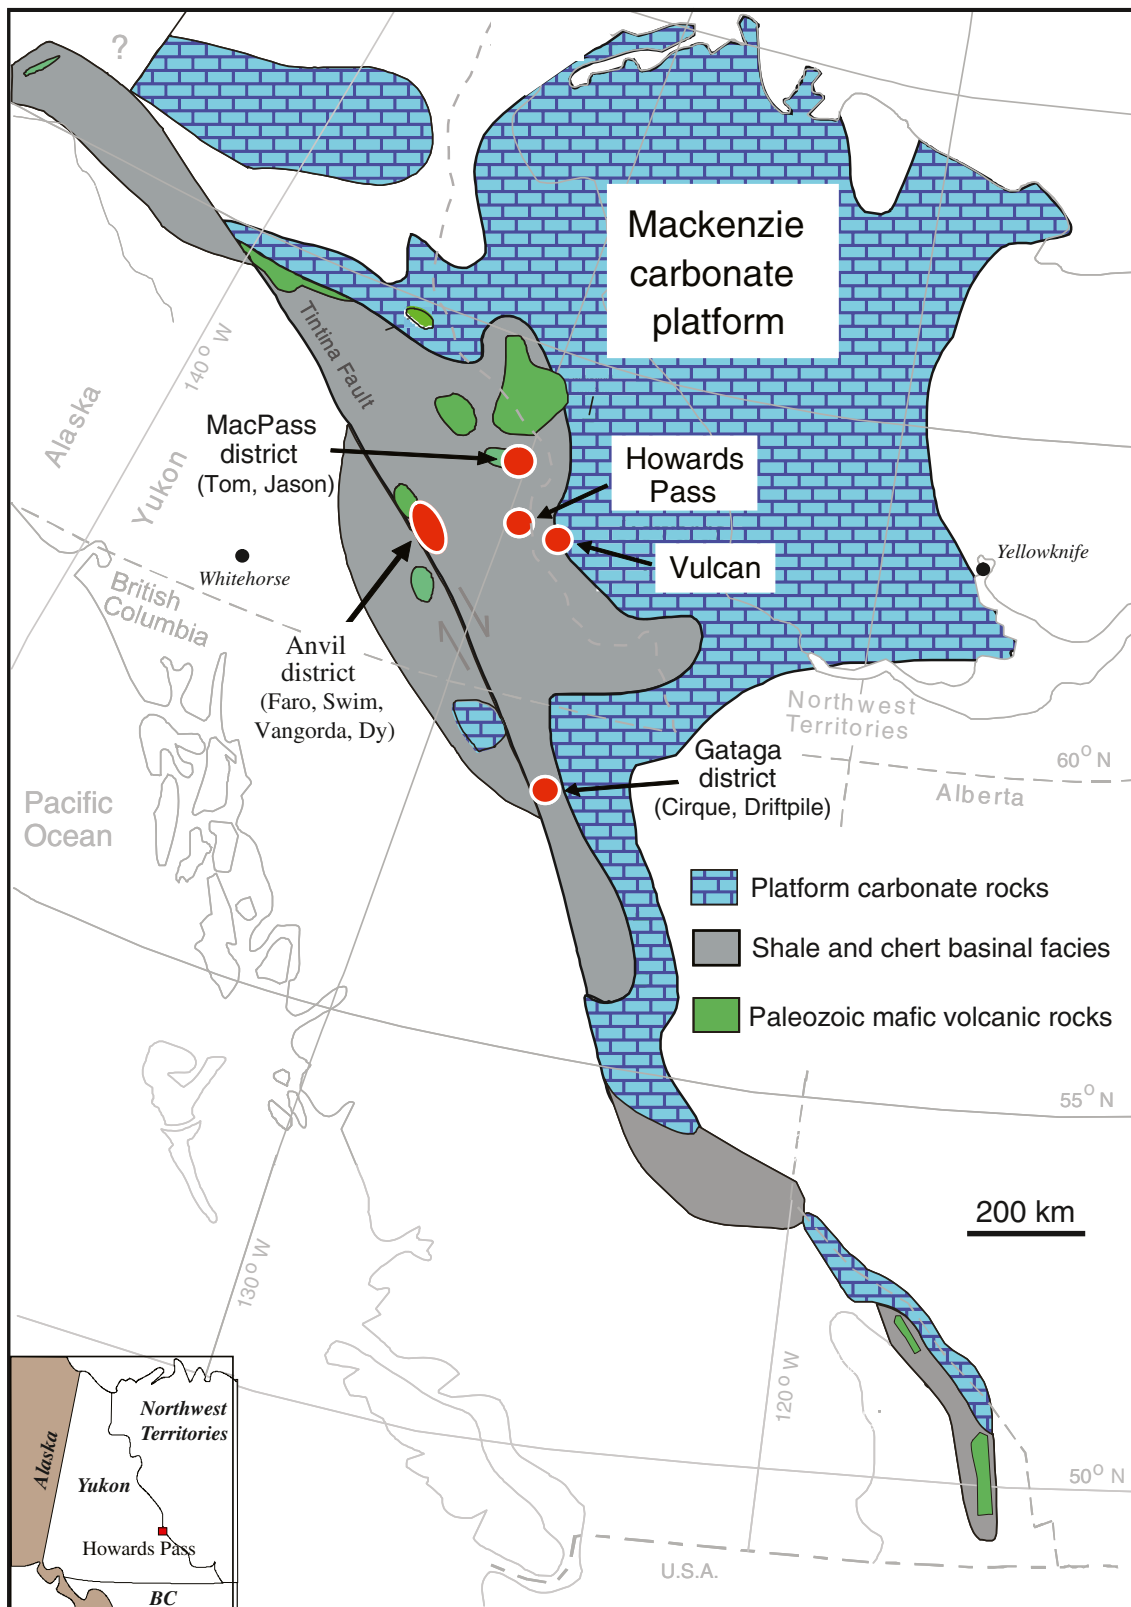 ?
Mackenzie
carbonate
platform
Tintina Fault
140° W
Alaska
Yukon
MacPass
district
(Tom, Jason)
Howards
Pass
Vulcan
Yellowknife
Whitehorse
British
Columbia
Anvil
district
(Faro, Swim,
Vangorda, Dy)
Northwest
Territories
60° N
Alberta
Gataga
district
(Cirque, Driftpile)
Pacific
Ocean
Platform carbonate rocks
Shale and chert basinal facies
Paleozoic mafic volcanic rocks
55° N
200 km
130° W
120° W
50° N
U.S.A.
Northwest
Territories
Alaska
Yukon
Howards Pass
BC